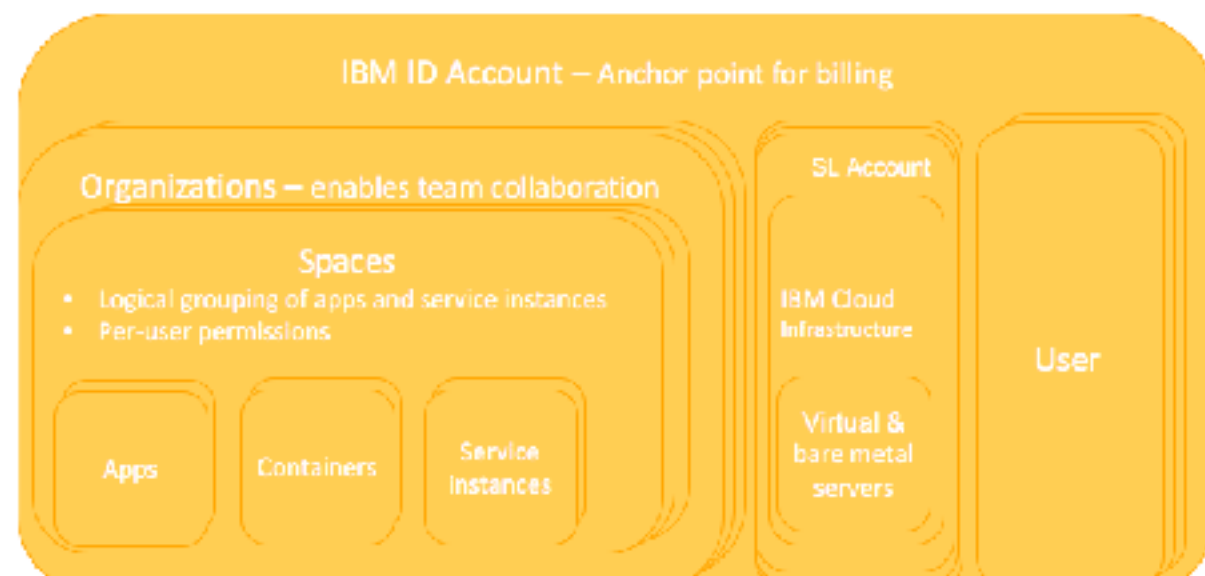 IBM ID Account – Anchor point for billing
Organizations – enables team collaboration
Spaces
• Logical grouping of apps and service instances
• Per-user permissions
Apps
Containers
Service
Instances
SL Account
IBM Cloud
Infrastructure
Virtual &
bare metal
servers
User